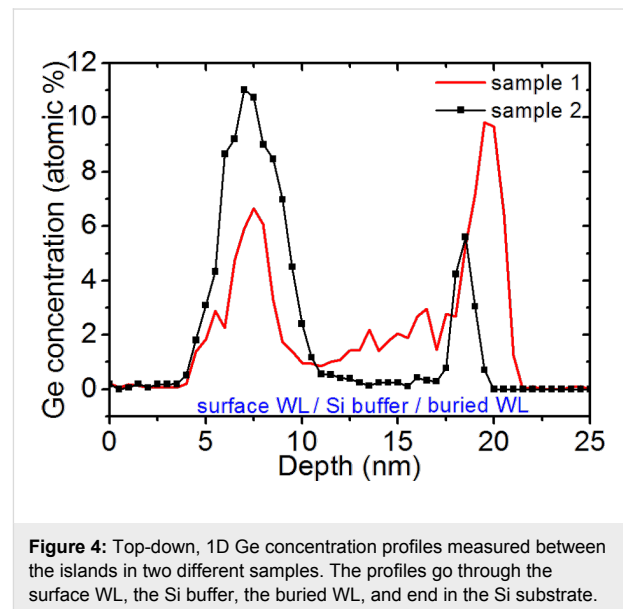 12
10
8
6
4
2
0
Ge concentration (atomic %)
sample 1
sample 2
surface WL / Si buffer / buried WL
0 5 10 15 20 25
Depth (nm)
Figure 4: Top-down, 1D Ge concentration profiles measured between
the islands in two different samples. The profiles go through the
surface WL, the Si buffer, the buried WL, and end in the Si substrate.